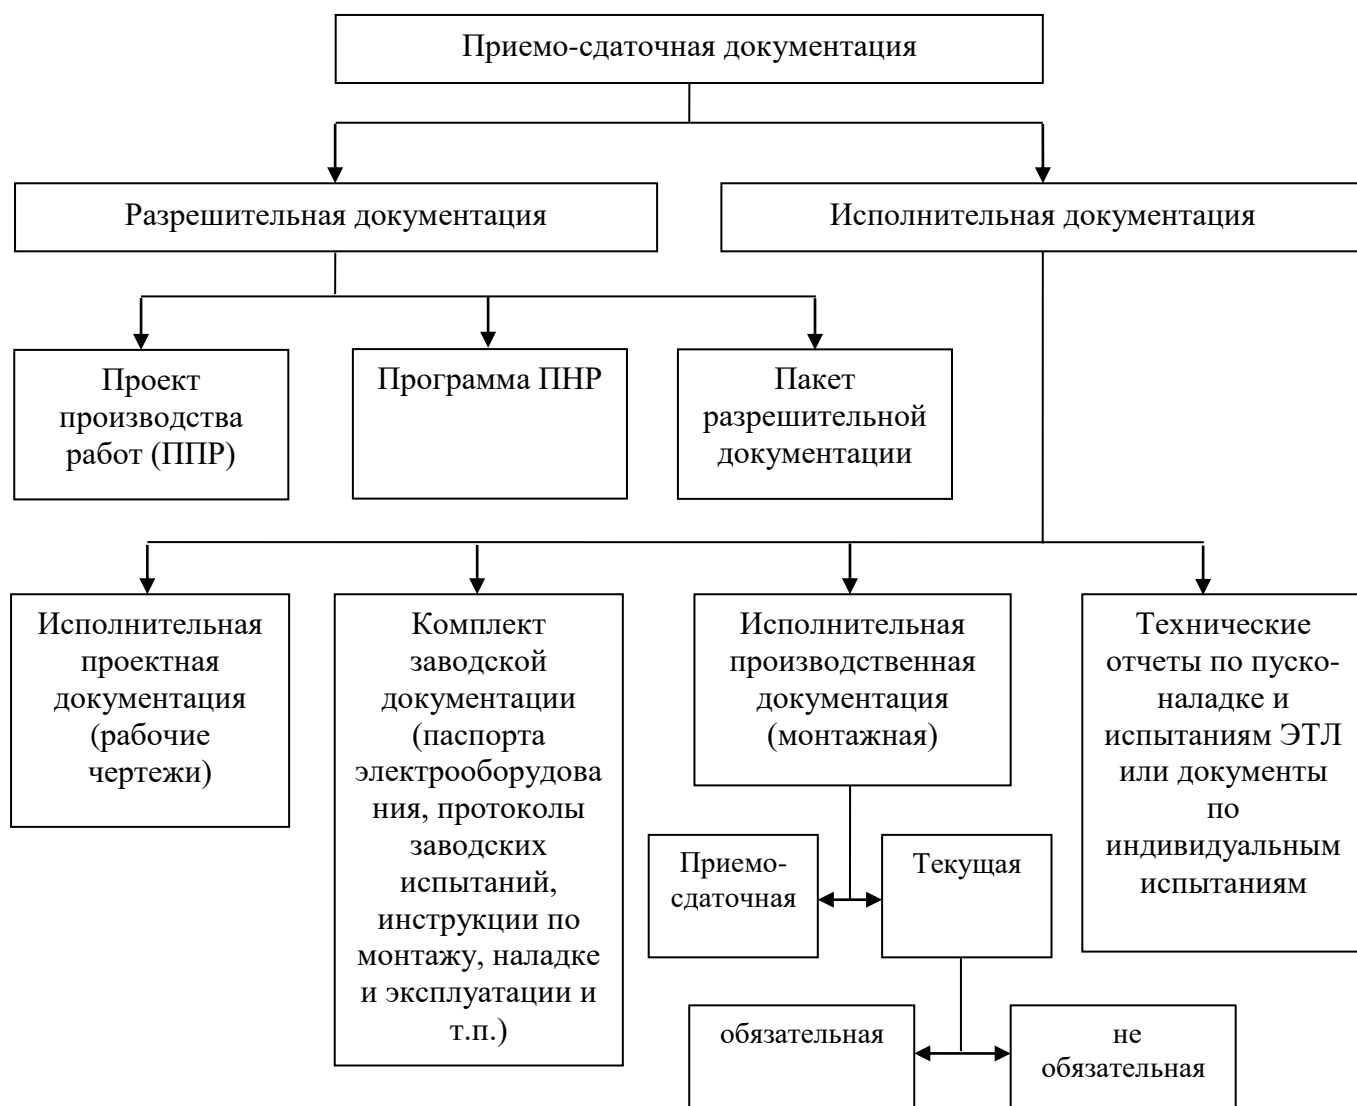 Приемо-сдаточная документация
Разрешительная документация
Исполнительная документация
Проект
производства
работ (ППР)
Программа ПНР
Пакет
разрешительной
документации
Исполнительная
проектная
документация
(рабочие
чертежи)
Комплект
заводской
документации
(паспорта
электрооборудова
ния, протоколы
заводских
испытаний,
инструкции по
монтажу, наладке
и эксплуатации и
т.п.)
Исполнительная
производственная
документация
(монтажная)
Технические
отчеты по пуско-
наладке и
испытаниям ЭТЛ
или документы
по
индивидуальным
испытаниям
Приемо-
сдаточная
Текущая
обязательная
не
обязательная